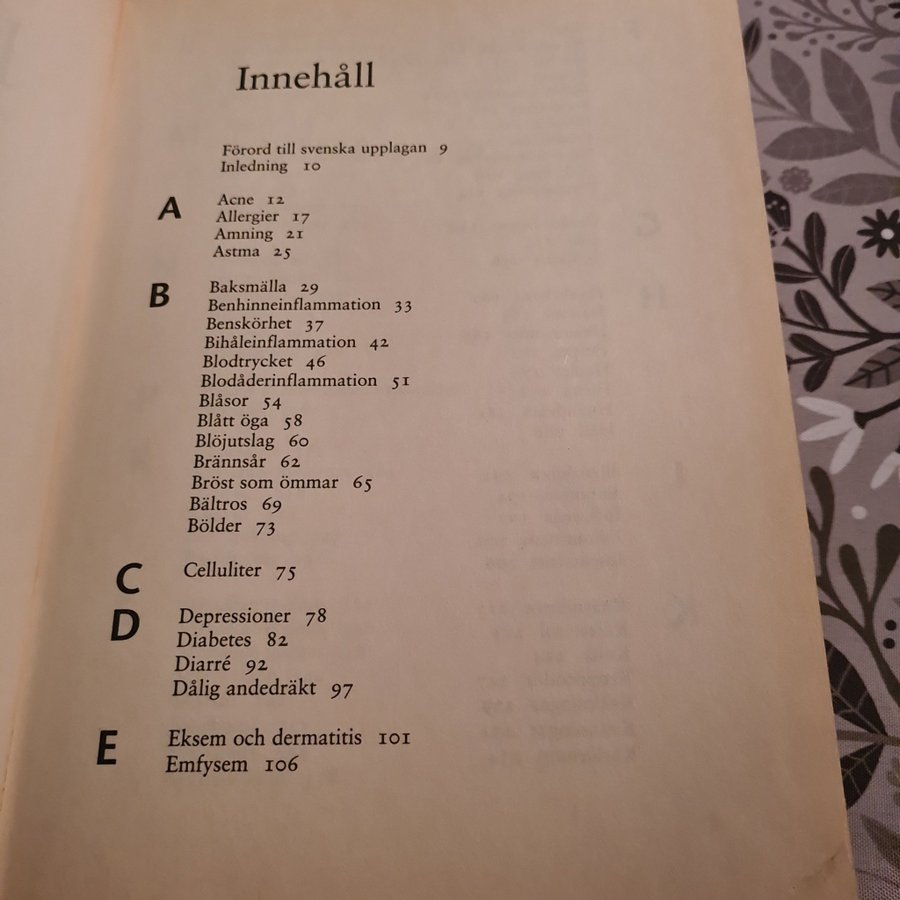 Innehåll
Förord till svenska upplagan 9
Inledning 10
A
Acne 12
Allergier 17
Amning 21
Astma 25
B
Baksmälla 29
Benhinneinflammation 33
Benskörhet 37
Bihåleinflammation 42
Blodtrycket 46
Blodåderinflammation 51
Blåsor 54
Blått öga 58
Blöjutslag 60
Brännsår 62
Bröst som ömmar 65
Bältros 69
Bölder 73
C
Celluliter 75
D
Depressioner 78
Diabetes 82
Diarré 92
Dålig andedräkt 97
E
Eksem och dermatitis 101
Emfysem 106